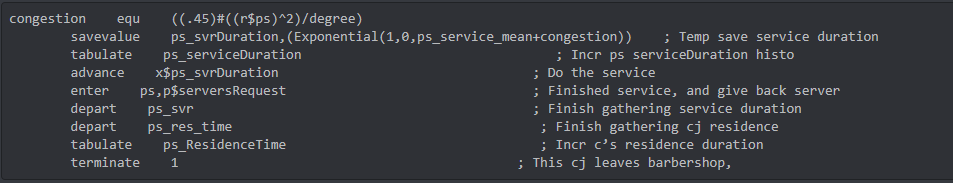 congestion    equ    ((.45)#((r$ps)^2)/degree)
        savevalue    ps_svrDuration,(Exponential(1,0,ps_service_mean+congestion))    ; Temp save service duration
        tabulate    ps_serviceDuration                                ; Incr ps serviceDuration histo
        advance    x$ps_svrDuration                                ; Do the service
        enter    ps,p$serversRequest                                ; Finished service, and give back server
        depart    ps_svr                                            ; Finish gathering service duration
        depart    ps_res_time                                        ; Finish gathering cj residence
        tabulate    ps_ResidenceTime                                ; Incr c’s residence duration
        terminate    1                                            ; This cj leaves barbershop,